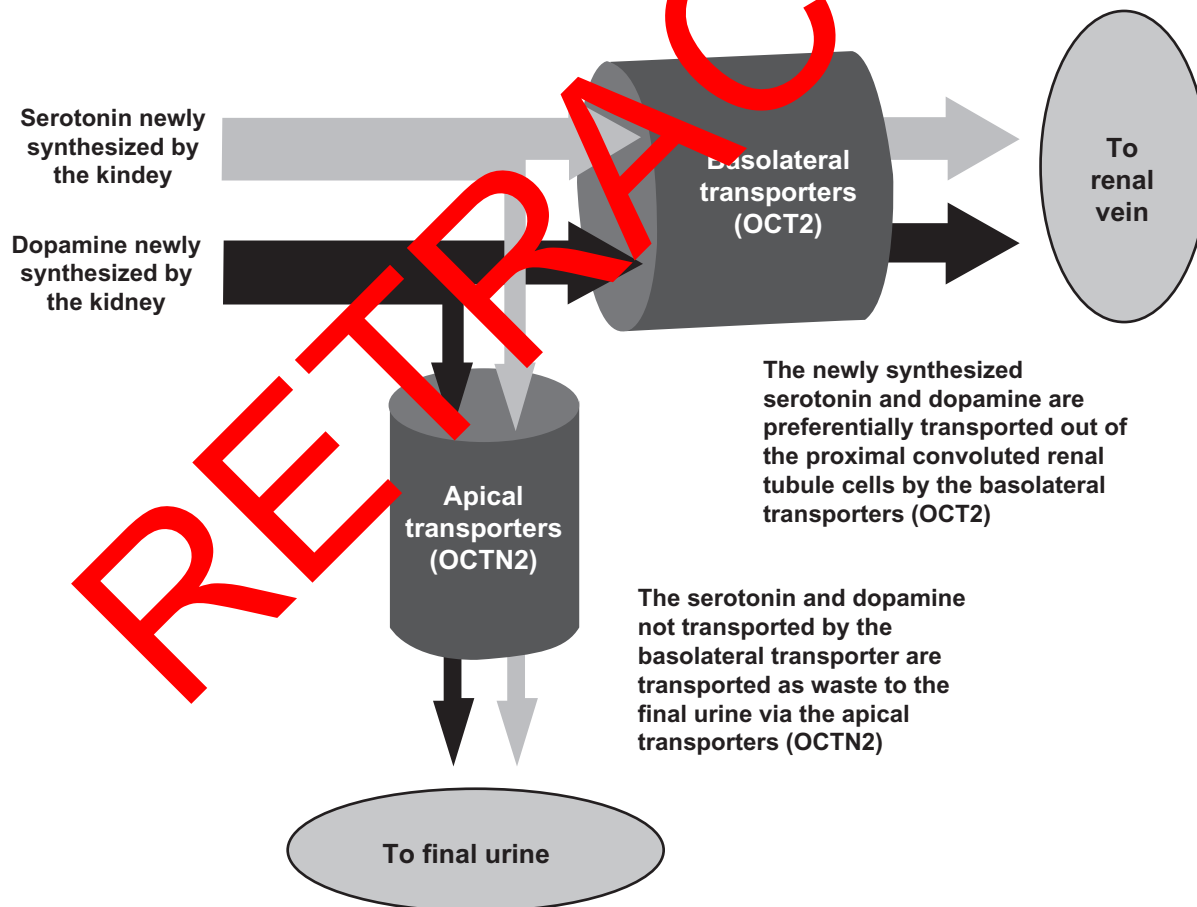 Serotonin newly
synthesized by
the kindey
Dopamine newly
synthesized by
the kidney
Basolateral
transporters
(OCT2)
To
renal
vein
The newly synthesized
serotonin and dopamine are
preferentially transported out of
the proximal convoluted renal
tubule cells by the basolateral
transporters (OCT2)
Apical
transporters
(OCTN2)
The serotonin and dopamine
not transported by the
basolateral transporter are
transported as waste to the
final urine via the apical
transporters (OCTN2)
To final urine
RETRAC